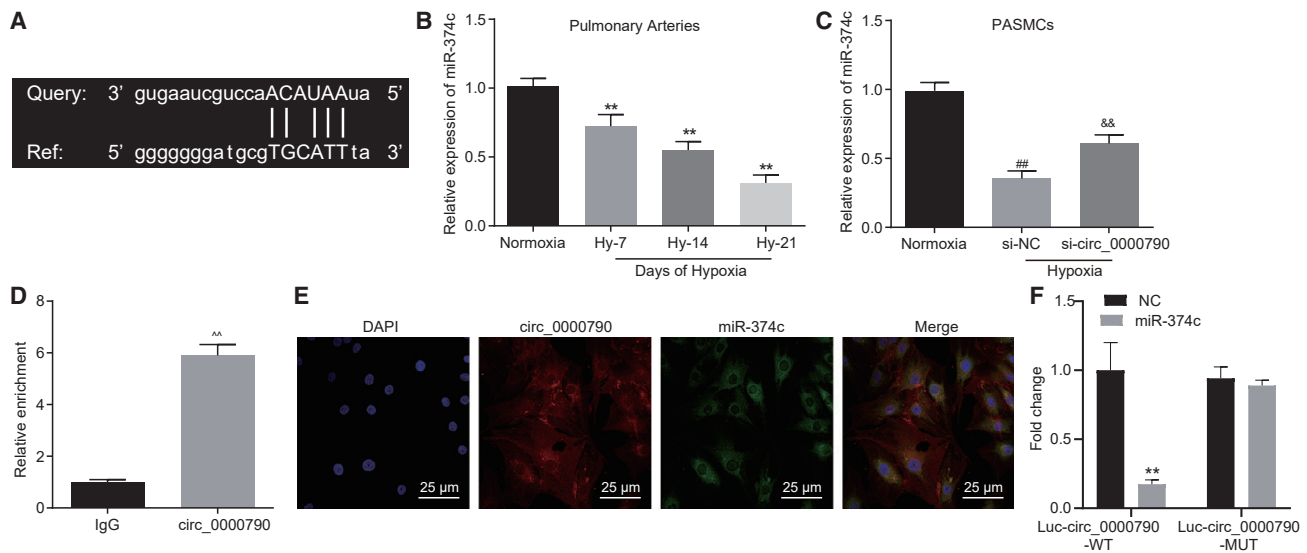 A
Query: 3' gugaaucguccaACAUAAua 5'
Ref: 5' gggggggatgcgTGCATTta 3'
B
Pulmonary Arteries
Relative expression of miR-374c
1.5
1.0
0.5
0.0
**
**
**
Normoxia Hy-7 Hy-14 Hy-21
Days of Hypoxia
C
PASMCs
Relative expression of miR-374c
1.5
1.0
0.5
0.0
##
&&
Normoxia si-NC si-circ_0000790
Hypoxia
D
Relative enrichment
8
6
4
2
0
^^
IgG circ_0000790
E
DAPI circ_0000790 miR-374c Merge
25 µm 25 µm 25 µm 25 µm
F
NC
miR-374c
Fold change
1.5
1.0
0.5
0.0
**
Luc-circ_0000790 Luc-circ_0000790
-WT -MUT